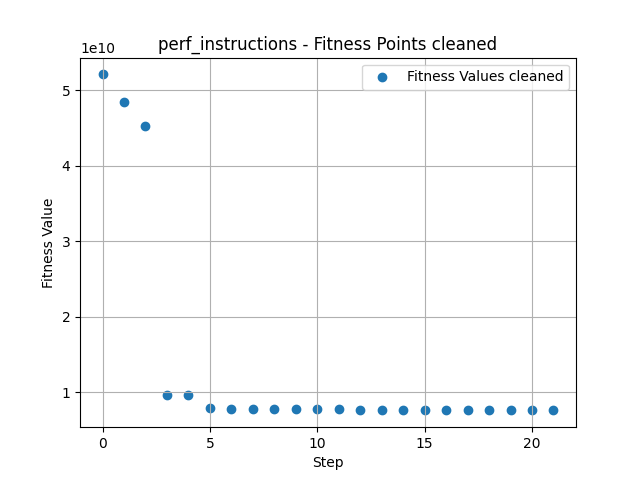 perf_instructions - Fitness Points cleaned
1e10
Fitness Values cleaned
5
4
3
2
1
Fitness Value
0
5
10
15
20
Step